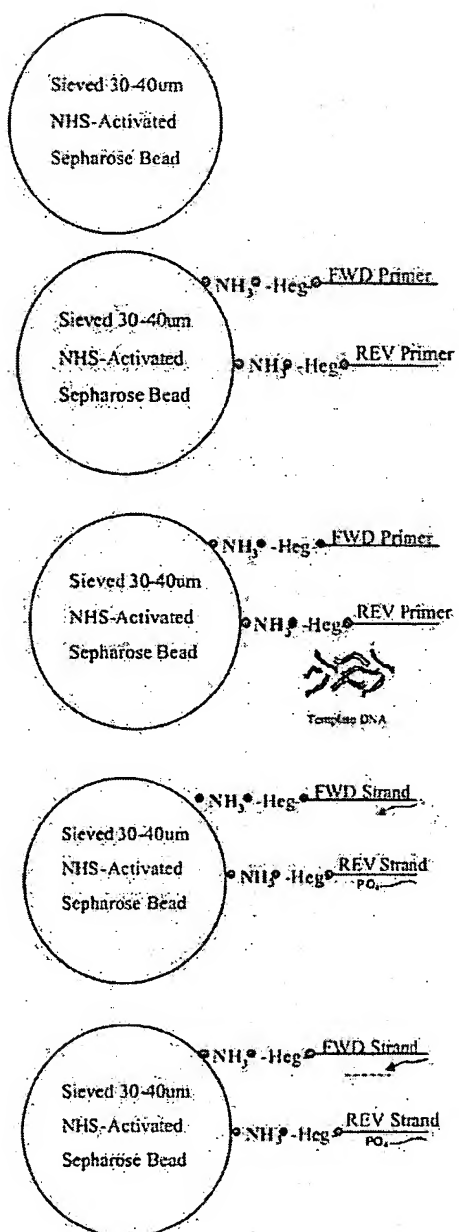 Sieved 30-40um
NHS-Activated
Sepharose Bead
NH3 -Heg FWD Primer
Sieved 30-40um
NHS-Activated
Sepharose Bead
NH3 -Heg REV Primer
NH3 -Heg FWD Primer
Sieved 30-40um
NHS-Activated
Sepharose Bead
NH3 -Heg REV Primer
Template DNA
NH3 -Heg FWD Strand
Sieved 30-40um
NHS-Activated
Sepharose Bead
NH3 -Heg REV Strand
PO4
NH3 -Heg FWD Strand
Sieved 30-40um
NHS-Activated
Sepharose Bead
NH3 -Heg REV Strand
PO4